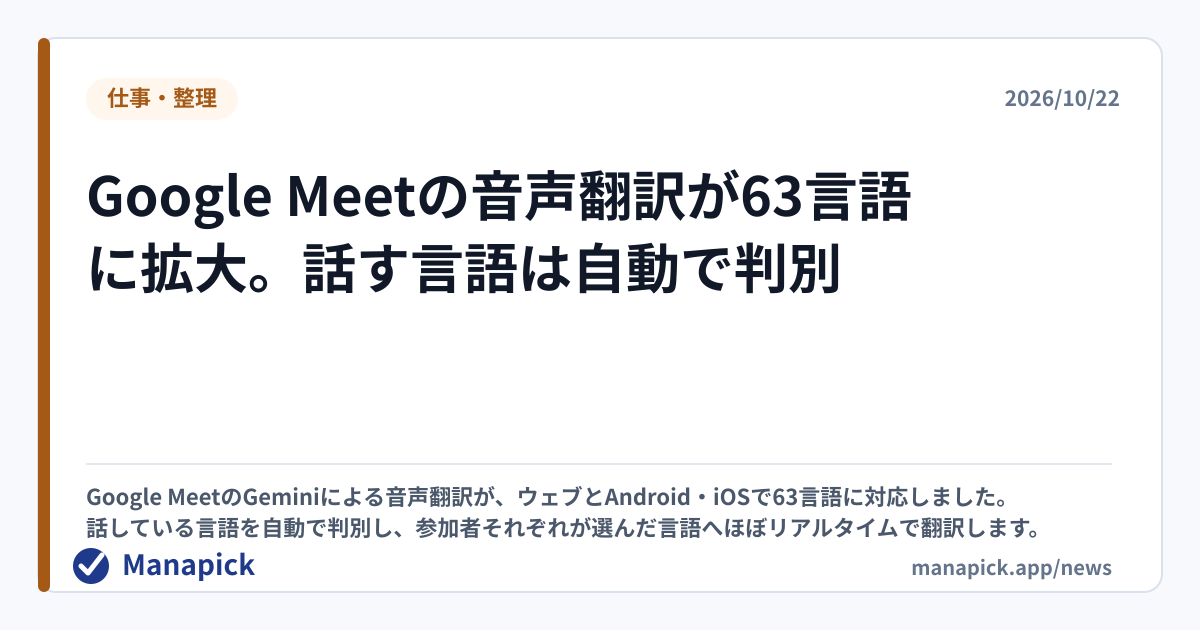 仕事・整理
2026/10/22
Google Meetの音声翻訳が63言語
に拡大。話す言語は自動で判別
Google MeetのGeminiによる音声翻訳が、ウェブとAndroid・iOSで63言語に対応しました。
話している言語を自動で判別し、参加者それぞれが選んだ言語へほぼリアルタイムで翻訳します。
Manapick
manapick.app/news